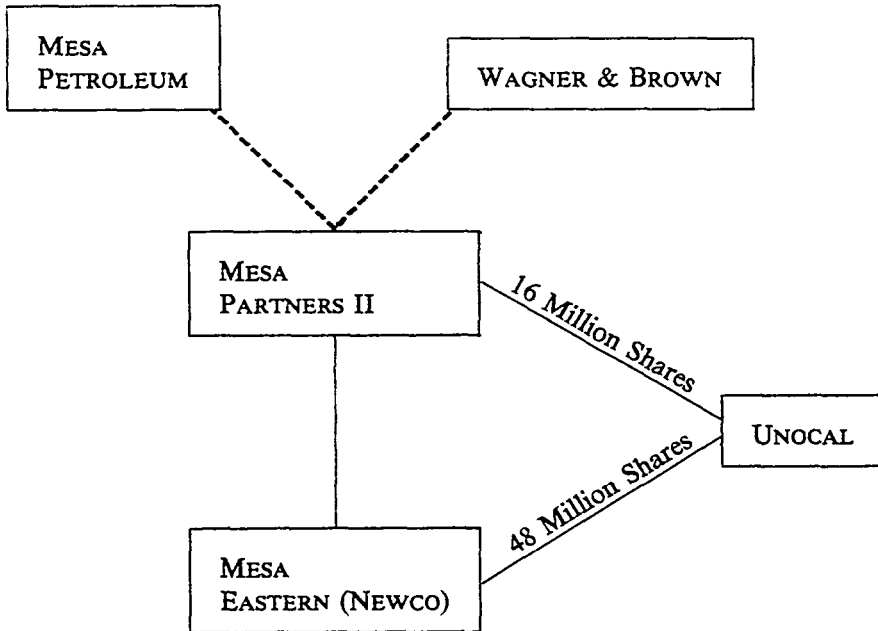 MESA
PETROLEUM
WAGNER & BROWN
MESA
PARTNERS II
16 Million Shares
UNOCAL
48 Million Shares
MESA
EASTERN (NEWCO)